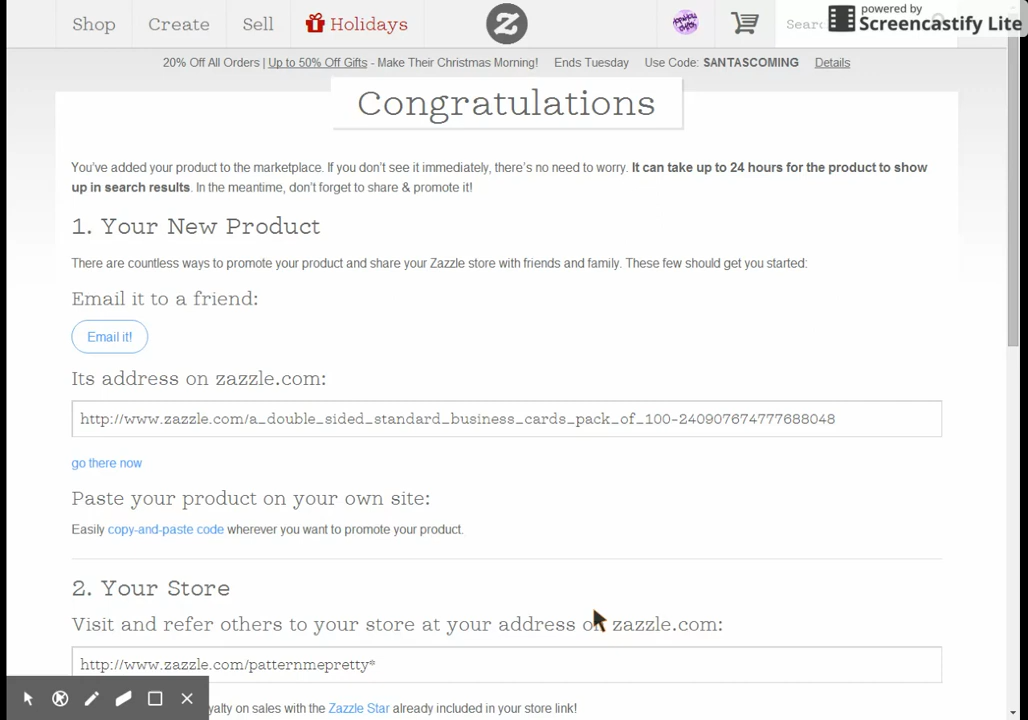 Shop Create Sell Holidays Z
powered by
Screencastify Lite
20% Off All Orders | Up to 50% Off Gifts - Make Their Christmas Morning! Ends Tuesday Use Code: SANTASCOMING Details
Congratulations
You've added your product to the marketplace. If you don't see it immediately, there's no need to worry. It can take up to 24 hours for the product to show
up in search results. In the meantime, don't forget to share & promote it!
1. Your New Product
There are countless ways to promote your product and share your Zazzle store with friends and family. These few should get you started:
Email it to a friend:
Email it!
Its address on zazzle.com:
http://www.zazzle.com/a_double_sided_standard_business_cards_pack_of_100-240907674777688048
go there now
Paste your product on your own site:
Easily copy-and-paste code wherever you want to promote your product.
2. Your Store
Visit and refer others to your store at your address on zazzle.com:
http://www.zazzle.com/patternmepretty*
on sales with the Zazzle Star already included in your store link!